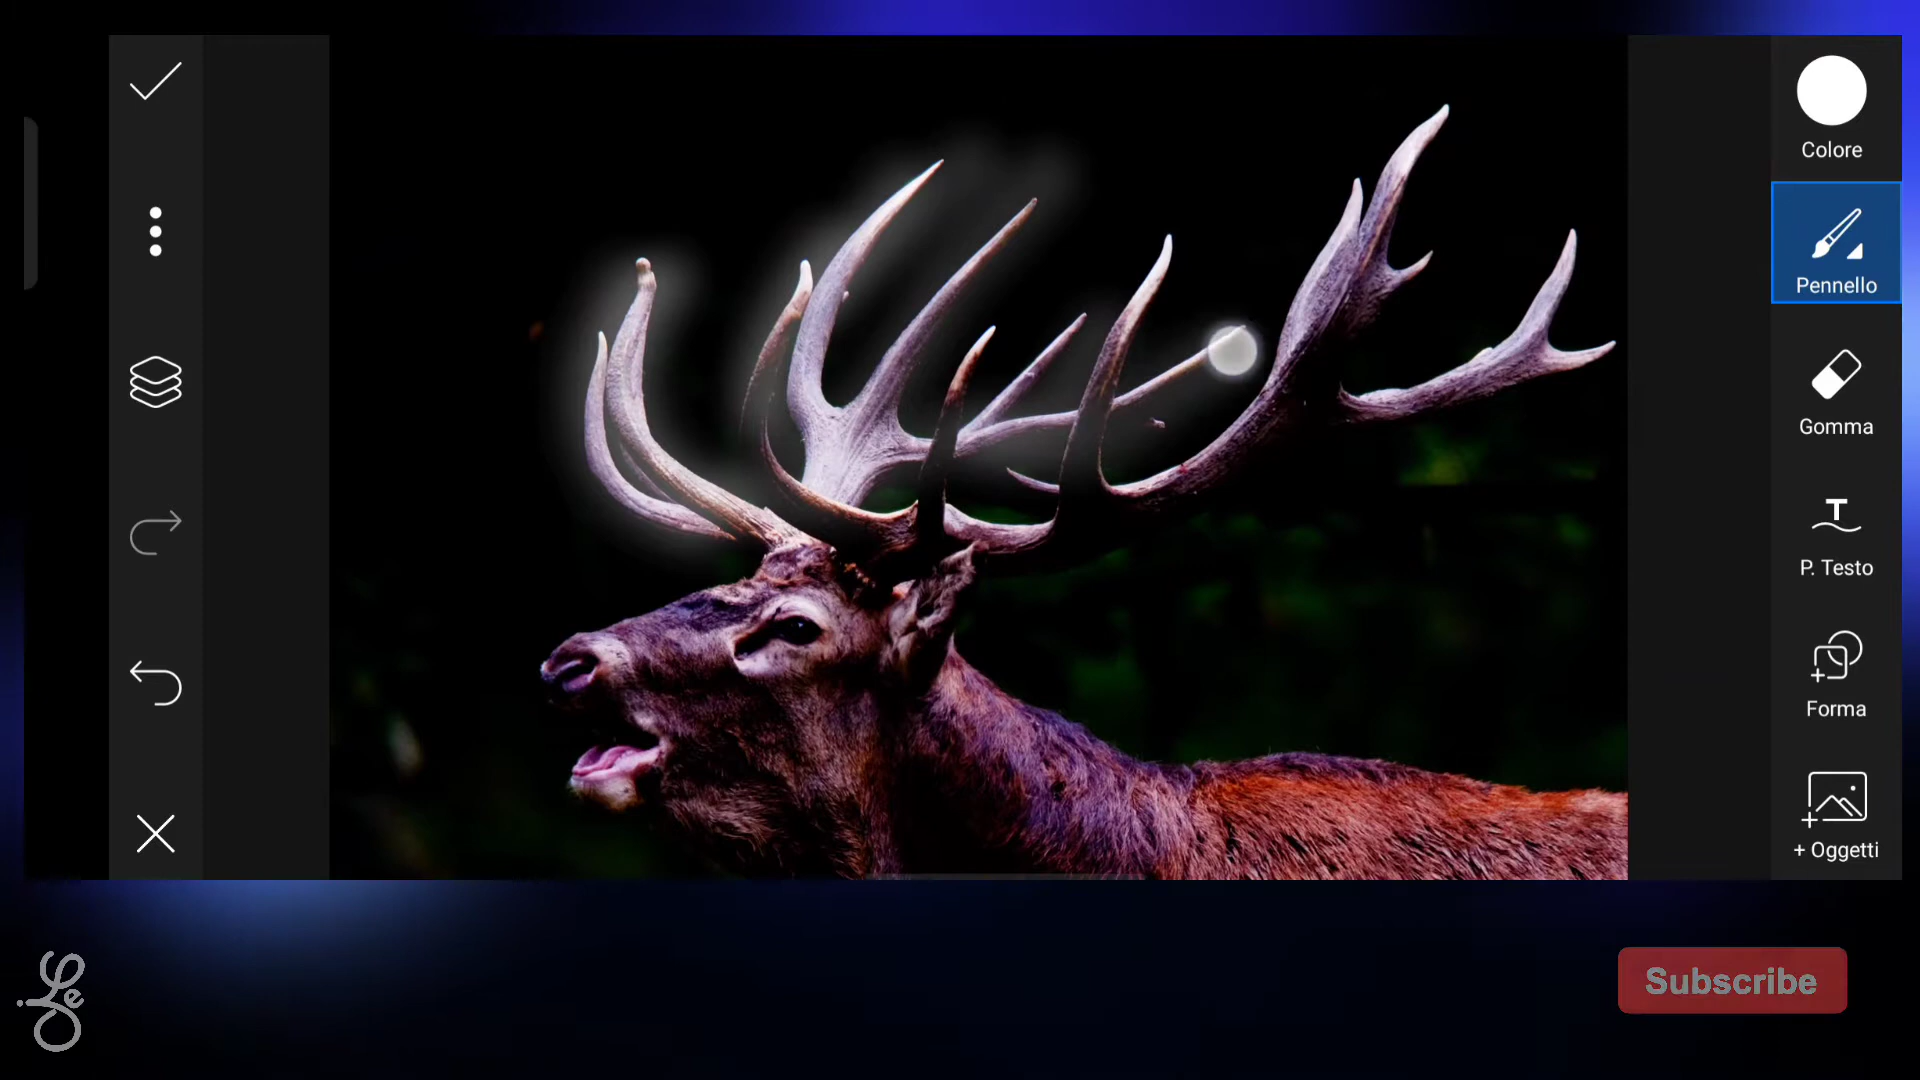 Colore
Pennello
Gomma
P. Testo
Forma
+ Oggetti
Subscribe